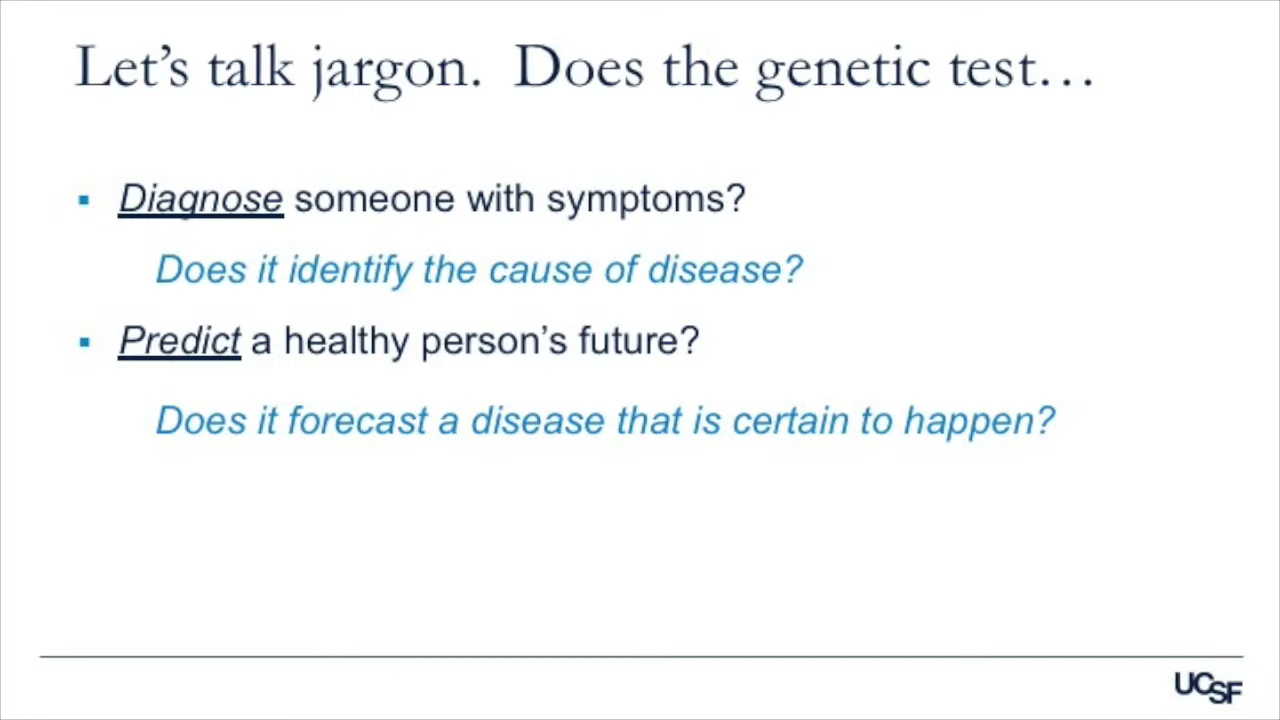 Let’s talk jargon.  Does the genetic test…
▪ Diagnose someone with symptoms?
Does it identify the cause of disease?
▪ Predict a healthy person’s future?
Does it forecast a disease that is certain to happen?
UCSF